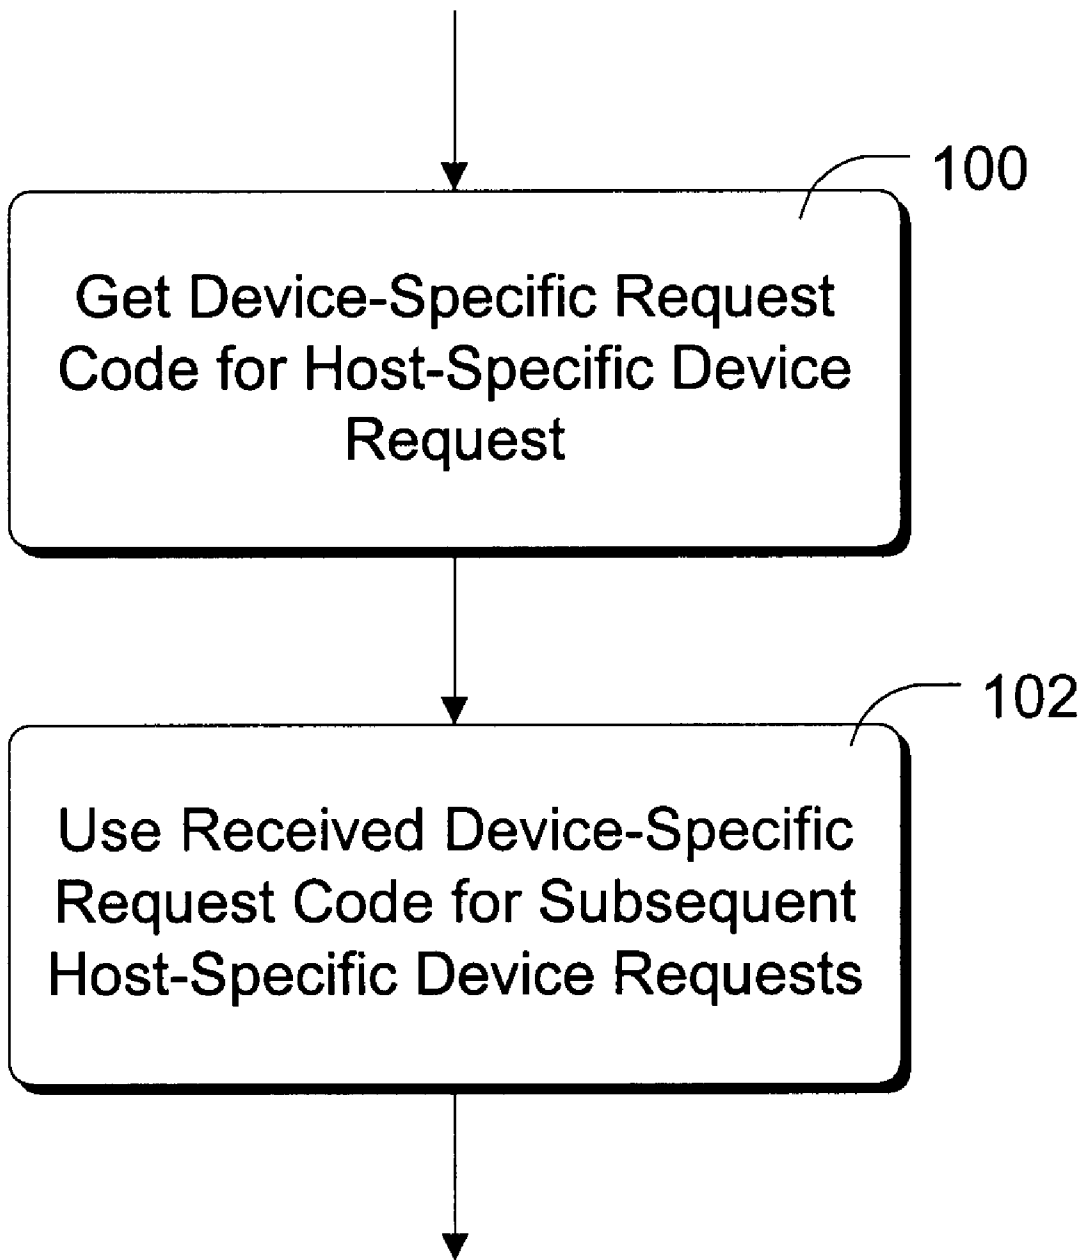 100
Get Device-Specific Request
Code for Host-Specific Device
Request
102
Use Received Device-Specific
Request Code for Subsequent
Host-Specific Device Requests